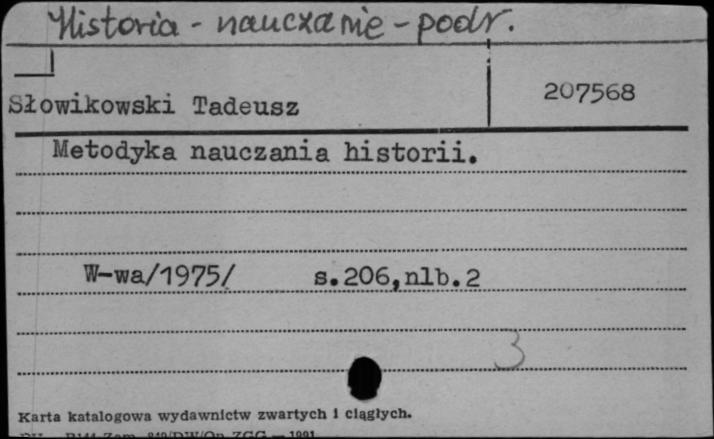 Historia - nauczanie - podr.
Słowikowski Tadeusz
207568
Metodyka nauczania historii.
W-wa/1975/ s.206,nlb.2
3
Karta katalogowa wydawnictw zwartych i ciągłych.